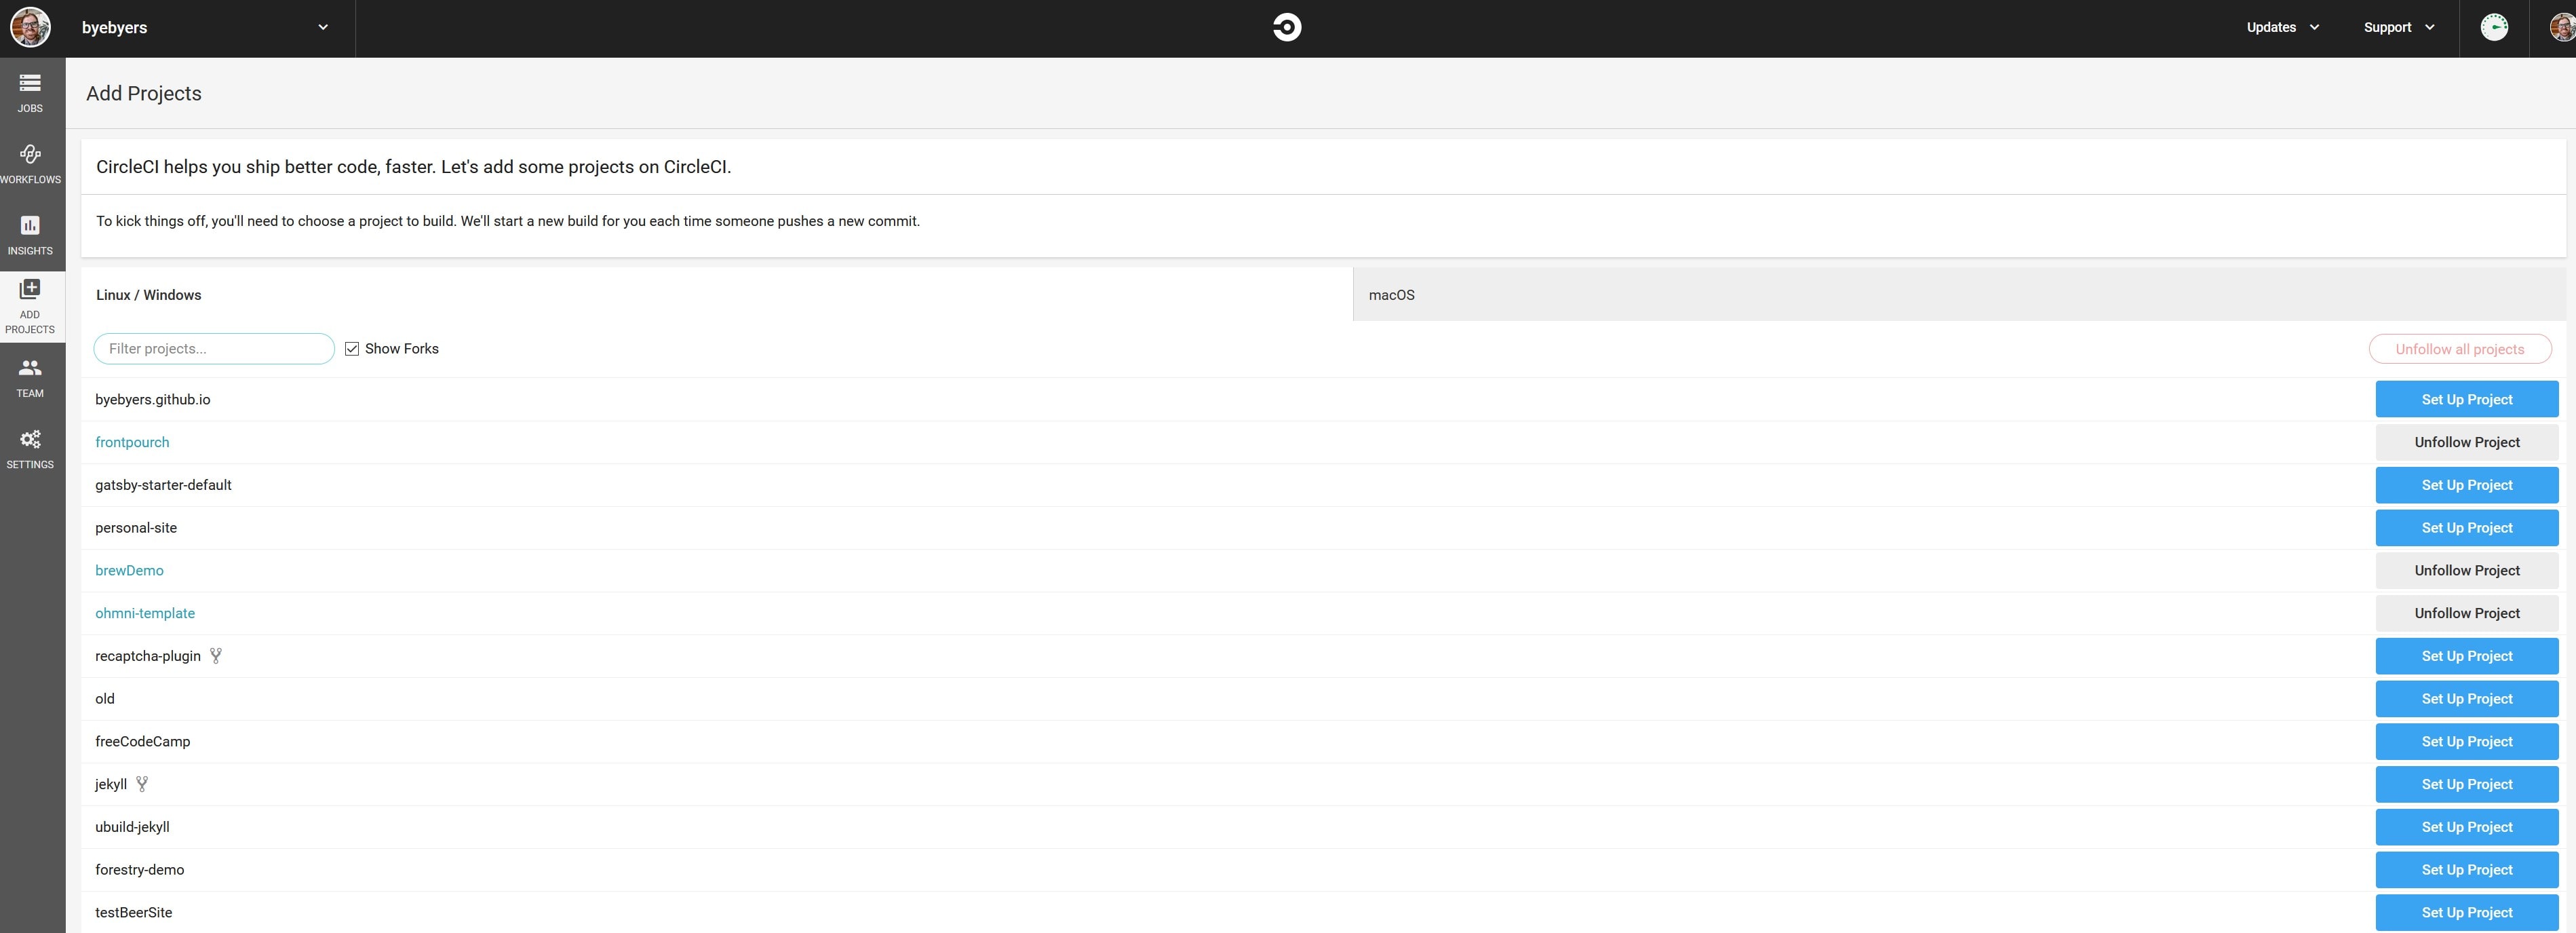 byebyers
Updates
Support
JOBS
WORKFLOWS
INSIGHTS
ADD
PROJECTS
TEAM
SETTINGS
Add Projects
CircleCI helps you ship better code, faster. Let's add some projects on CircleCI.
To kick things off, you'll need to choose a project to build. We'll start a new build for you each time someone pushes a new commit.
Linux / Windows
macOS
Filter projects...
Show Forks
Unfollow all projects
byebyers.github.io
Set Up Project
frontpourch
Unfollow Project
gatsby-starter-default
Set Up Project
personal-site
Set Up Project
brewDemo
Unfollow Project
ohmni-template
Unfollow Project
recaptcha-plugin
Set Up Project
old
Set Up Project
freeCodeCamp
Set Up Project
jekyll
Set Up Project
ubuild-jekyll
Set Up Project
forestry-demo
Set Up Project
testBeerSite
Set Up Project